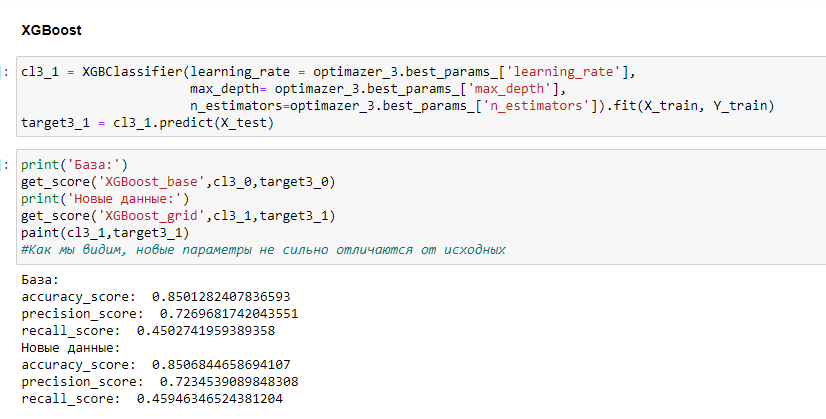 XGBoost
]: cl3_1 = XGBClassifier(learning_rate = optimazer_3.best_params_['learning_rate'],
max_depth= optimazer_3.best_params_['max_depth'],
n_estimators=optimazer_3.best_params_['n_estimators']).fit(X_train, Y_train)
target3_1 = cl3_1.predict(X_test)
]: print('База:')
get_score('XGBoost_base',cl3_0,target3_0)
print('Новые данные:')
get_score('XGBoost_grid',cl3_1,target3_1)
paint(cl3_1,target3_1)
#Как мы видим, новые параметры не сильно отличаются от исходных
База:
accuracy_score:  0.8501282407836593
precision_score:  0.7269681742043551
recall_score:  0.4502741959389358
Новые данные:
accuracy_score:  0.8506844658694107
precision_score:  0.7234539089848308
recall_score:  0.45946346524381204